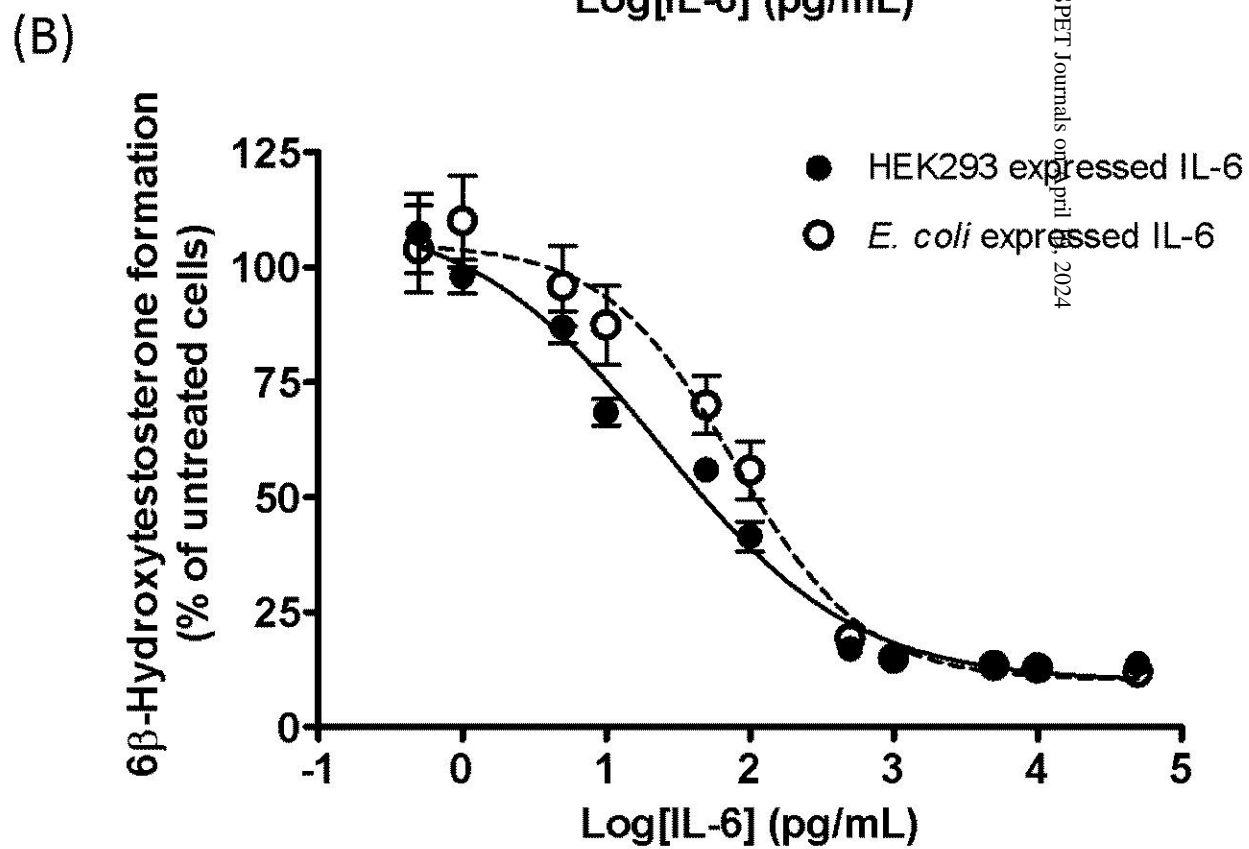 Log[IL-6] (pg/mL)
(B)
SPET Journals on April
, 2024
HEK293 expressed IL-6
E. coli expressed IL-6
6β-Hydroxytestosterone formation
(% of untreated cells)
125
100
75
50
25
0
-1 0 1 2 3 4 5
Log[IL-6] (pg/mL)